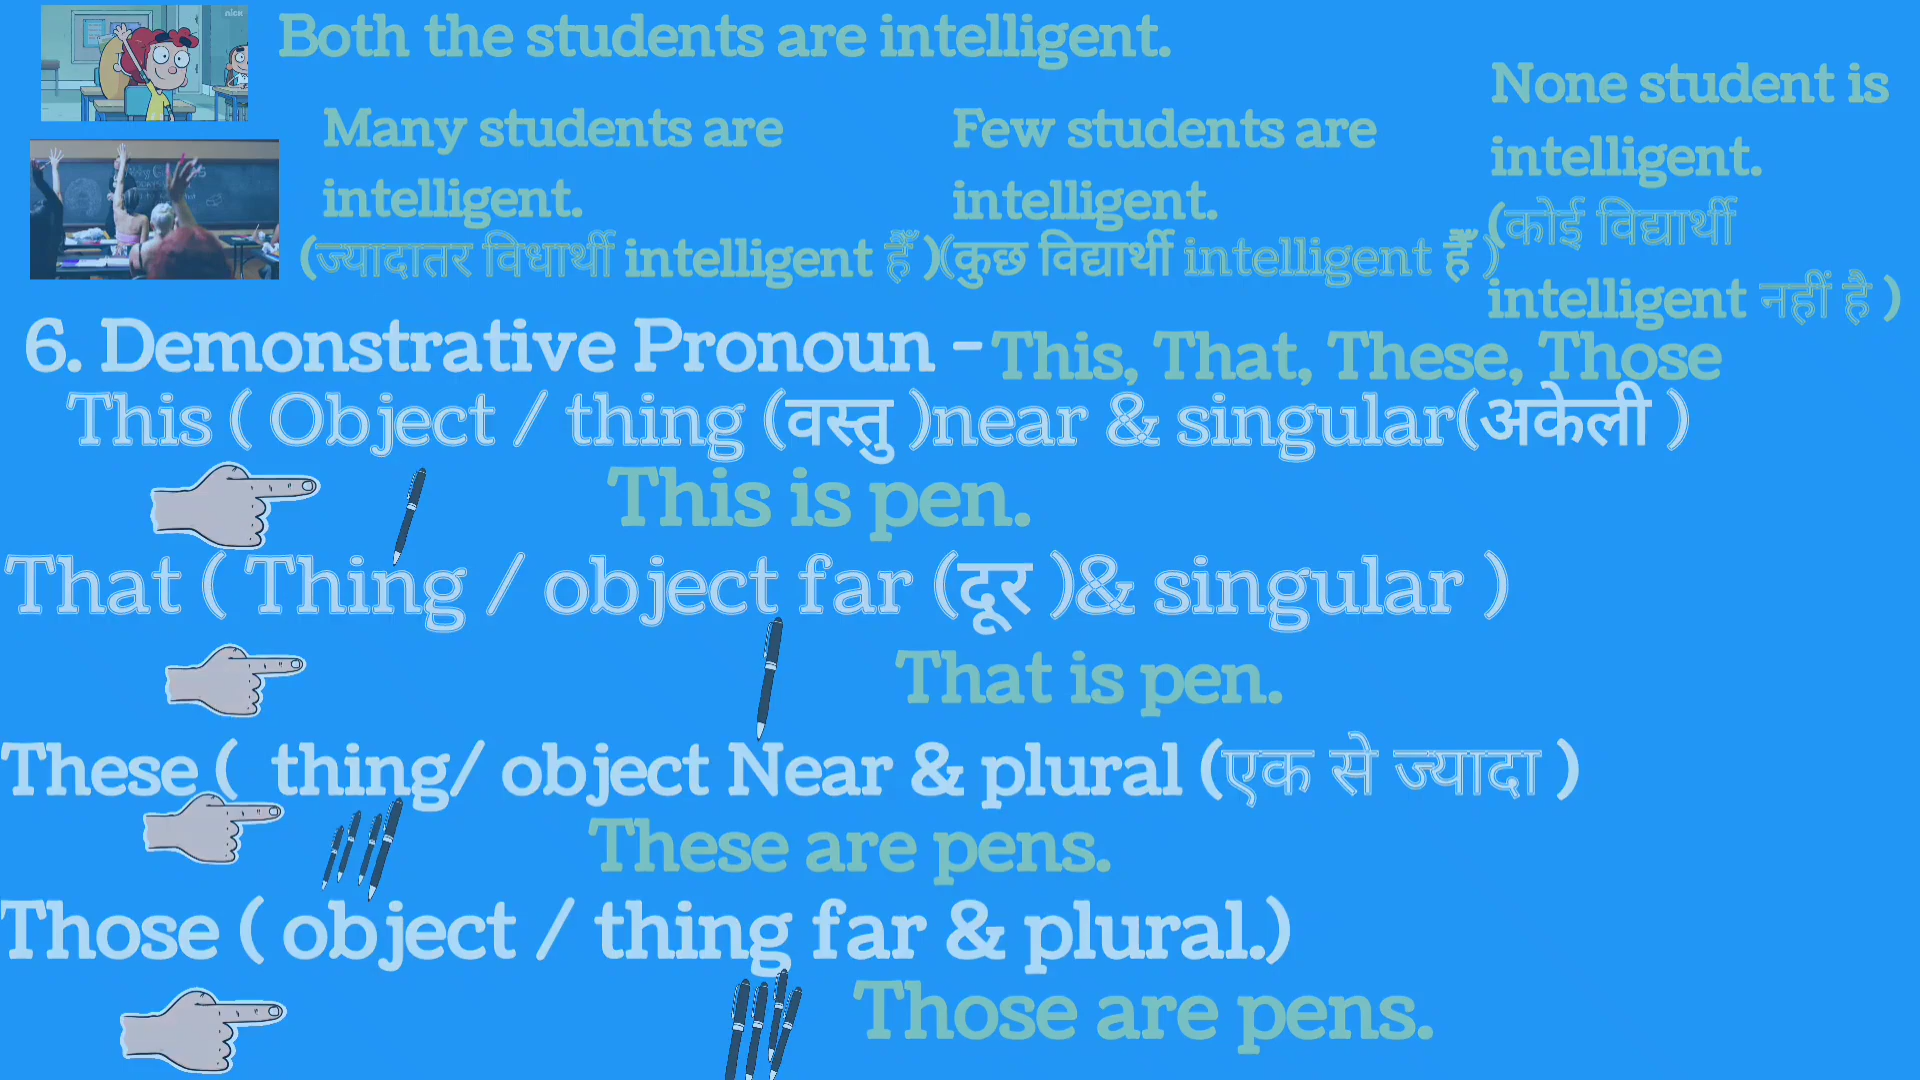 nick
Both the students are intelligent.
Many students are
intelligent.
(ज्यादातर विधार्थी intelligent हैं )
Few students are
intelligent.
(कुछ विद्यार्थी intelligent हैं )
None student is
intelligent.
(कोई विद्यार्थी
intelligent नहीं है )
6. Demonstrative Pronoun - This, That, These, Those
This ( Object / thing (वस्तु )near & singular(अकेली )
This is pen.
That ( Thing / object far (दूर )& singular )
That is pen.
These ( thing/ object Near & plural (एक से ज्यादा )
These are pens.
Those ( object / thing far & plural.)
Those are pens.